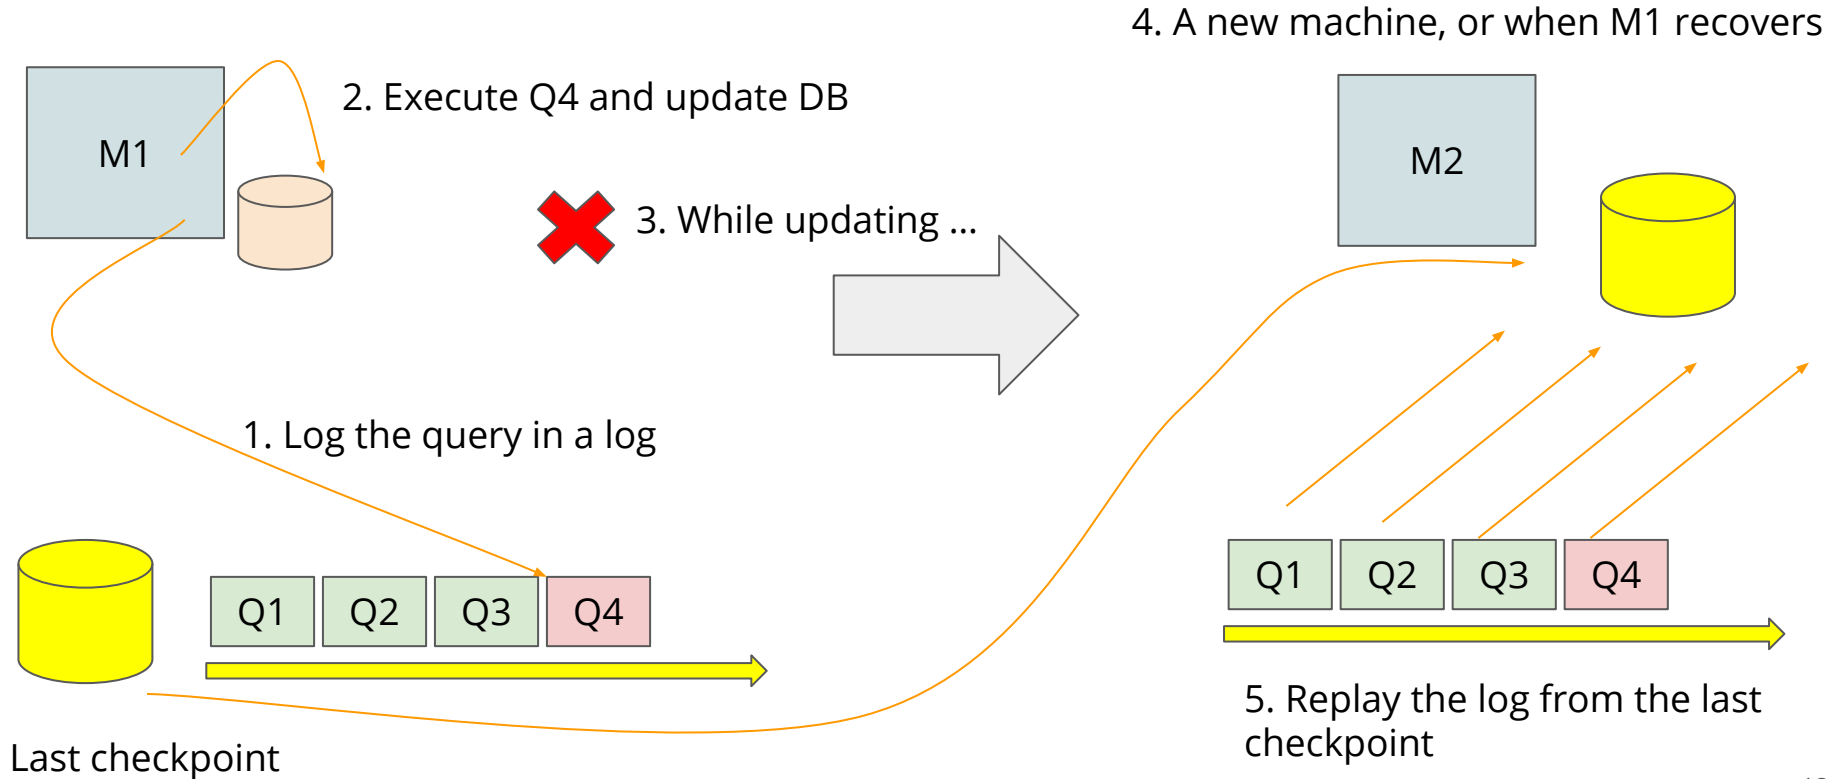 4. A new machine, or when M1 recovers
2. Execute Q4 and update DB
M1
M2
3. While updating ...
1. Log the query in a log
Q1 Q2 Q3 Q4
Q1 Q2 Q3 Q4
5. Replay the log from the last
checkpoint
Last checkpoint